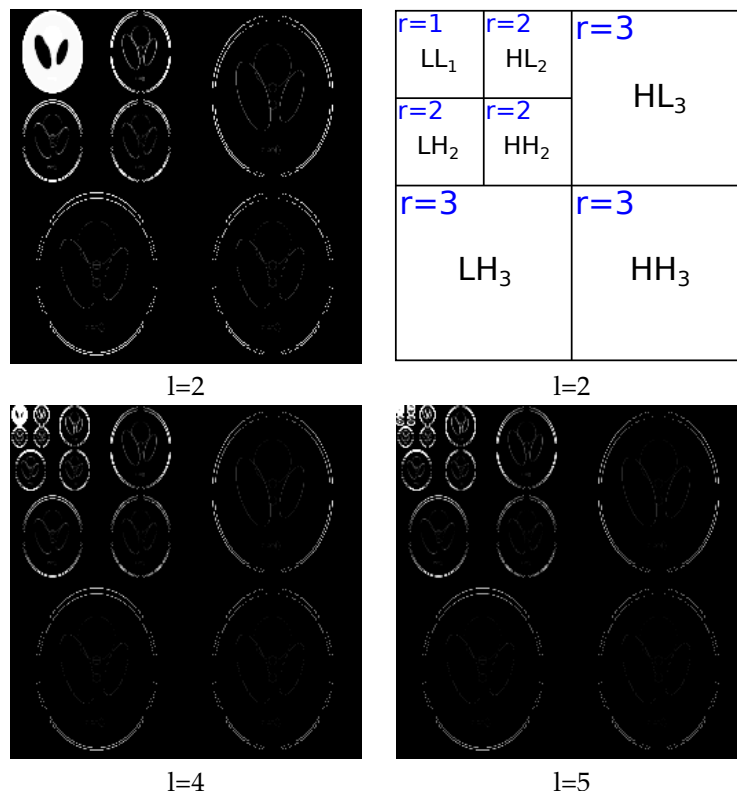 r=1 r=2 r=3
LL₁ HL₂
HL₃
r=2 r=2
LH₂ HH₂
r=3 r=3
LH₃ HH₃
l=2 l=2
l=4 l=5